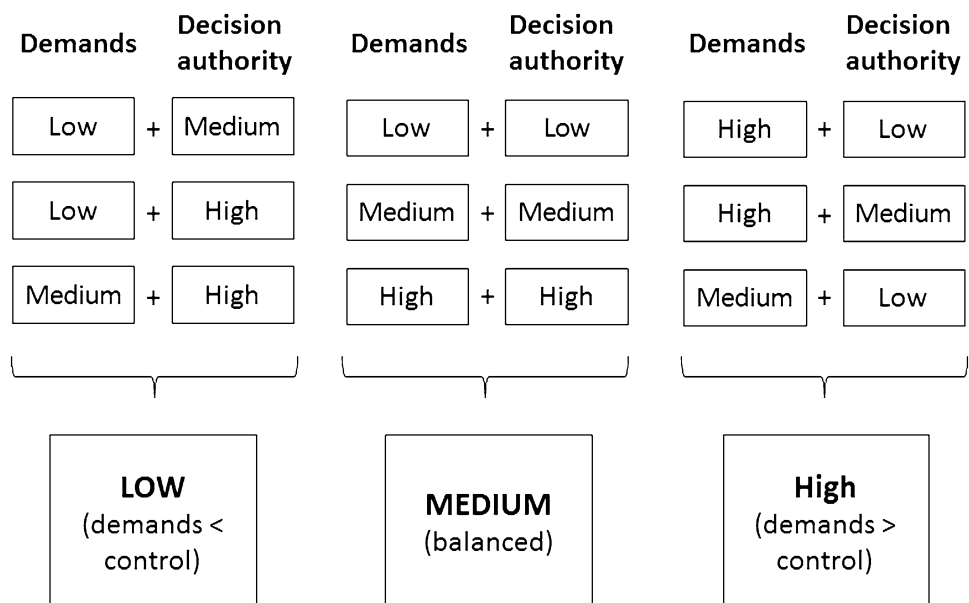 Demands Decision authority Demands Decision authority Demands Decision authority
Low + Medium Low + Low High + Low
Low + High Medium + Medium High + Medium
Medium + High High + High Medium + Low
LOW
(demands <
control)
MEDIUM
(balanced)
High
(demands >
control)